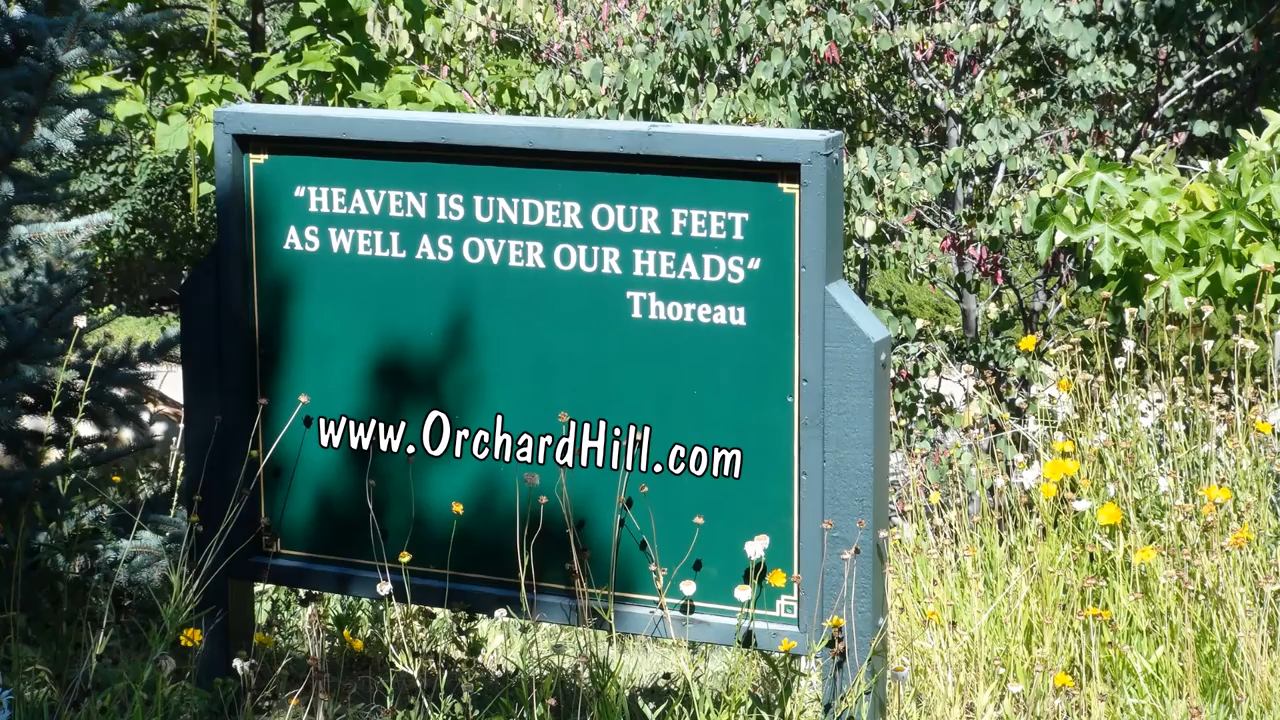 “HEAVEN IS UNDER OUR FEET
AS WELL AS OVER OUR HEADS“
Thoreau
www.OrchardHill.com